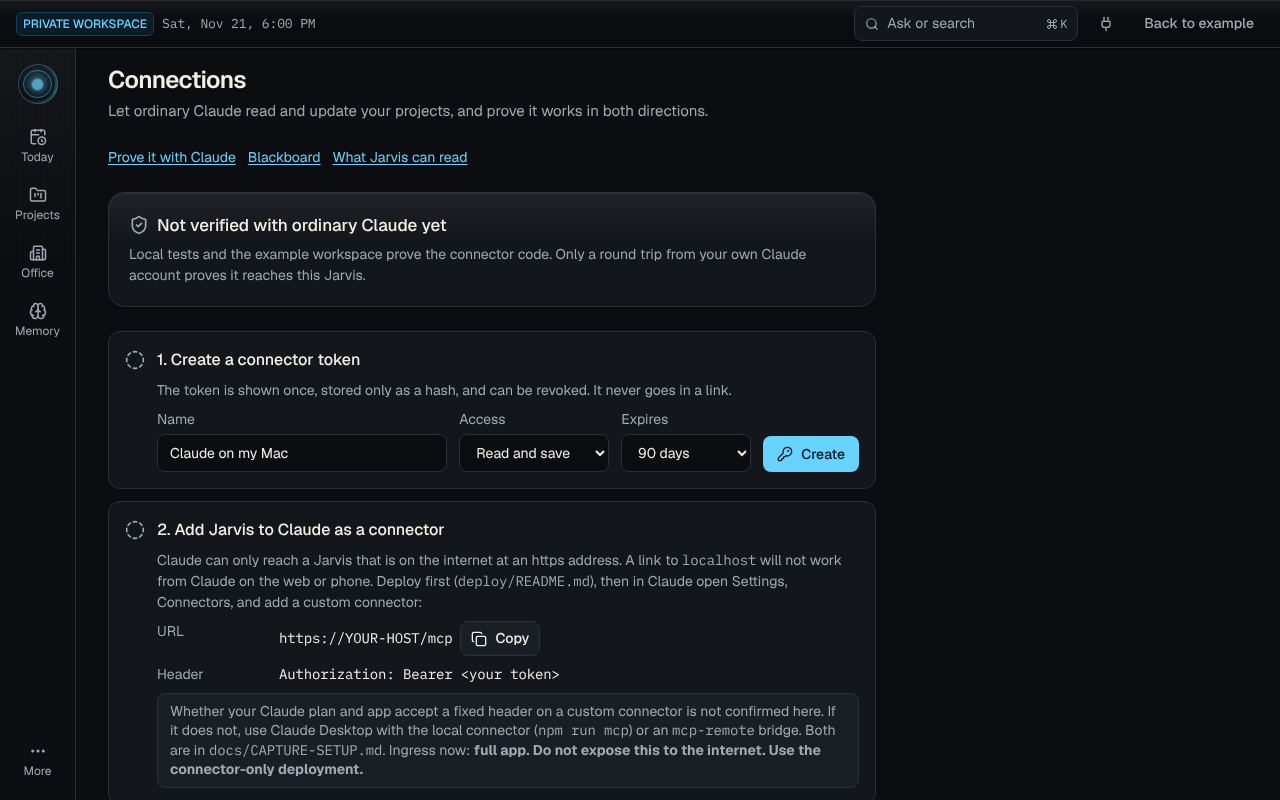 PRIVATE WORKSPACE Sat, Nov 21, 6:00 PM Ask or search ⌘K Back to example
Today
Projects
Office
Memory
More
Connections
Let ordinary Claude read and update your projects, and prove it works in both directions.
Prove it with Claude Blackboard What Jarvis can read
Not verified with ordinary Claude yet
Local tests and the example workspace prove the connector code. Only a round trip from your own Claude
account proves it reaches this Jarvis.
1. Create a connector token
The token is shown once, stored only as a hash, and can be revoked. It never goes in a link.
Name Access Expires
Claude on my Mac Read and save 90 days Create
2. Add Jarvis to Claude as a connector
Claude can only reach a Jarvis that is on the internet at an https address. A link to localhost will not work
from Claude on the web or phone. Deploy first (deploy/README.md), then in Claude open Settings,
Connectors, and add a custom connector:
URL https://YOUR-HOST/mcp Copy
Header Authorization: Bearer <your token>
Whether your Claude plan and app accept a fixed header on a custom connector is not confirmed here. If
it does not, use Claude Desktop with the local connector (npm run mcp) or an mcp-remote bridge. Both
are in docs/CAPTURE-SETUP.md. Ingress now: full app. Do not expose this to the internet. Use the
connector-only deployment.